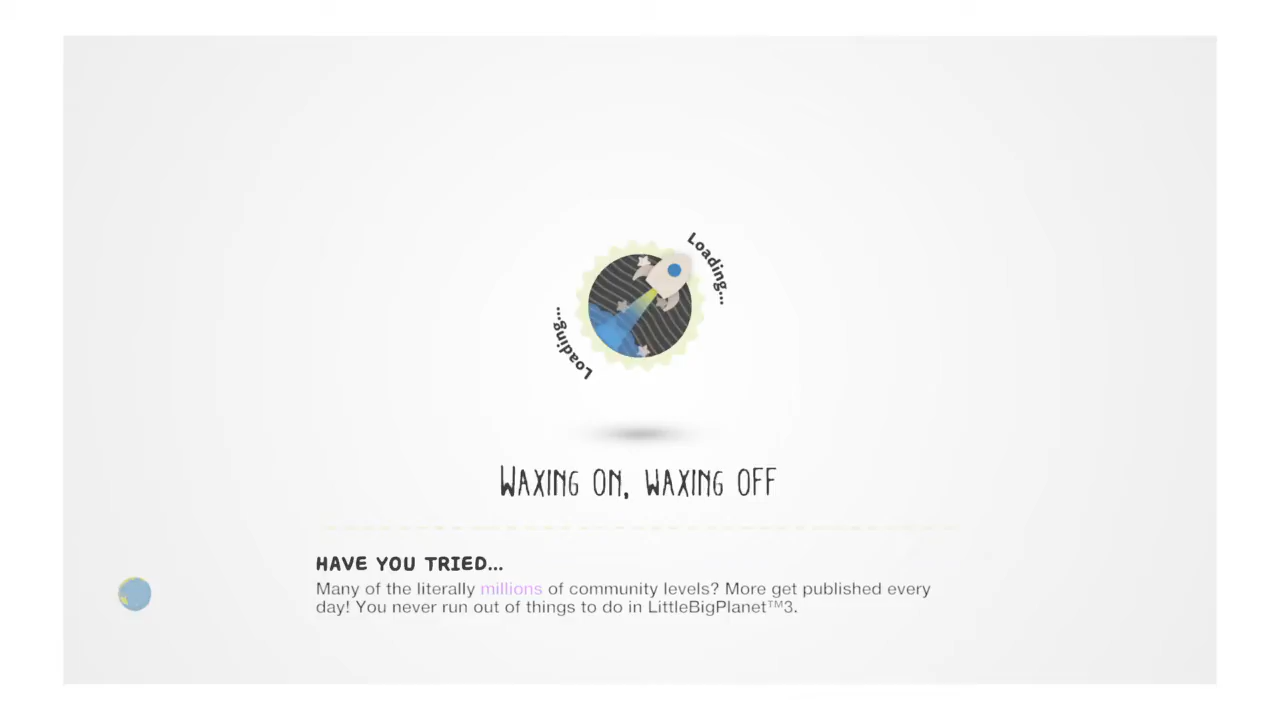 Loading...
Loading...
Waxing on, waxing off
HAVE YOU TRIED...
Many of the literally millions of community levels? More get published every
day! You never run out of things to do in LittleBigPlanet™3.